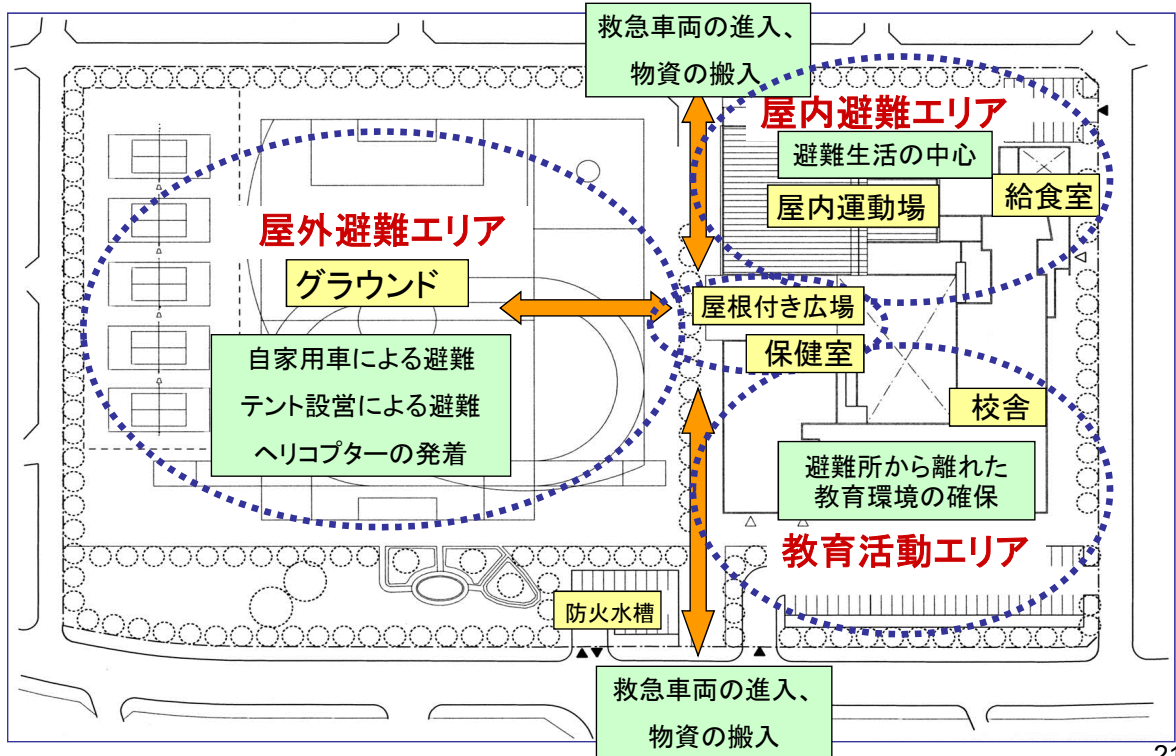 救急車両の進入、
物資の搬入
屋内避難エリア
避難生活の中心
屋内運動場
給食室
屋外避難エリア
グラウンド
自家用車による避難
テント設営による避難
ヘリコプターの発着
屋根付き広場
保健室
校舎
避難所から離れた
教育環境の確保
教育活動エリア
防火水槽
救急車両の進入、
物資の搬入